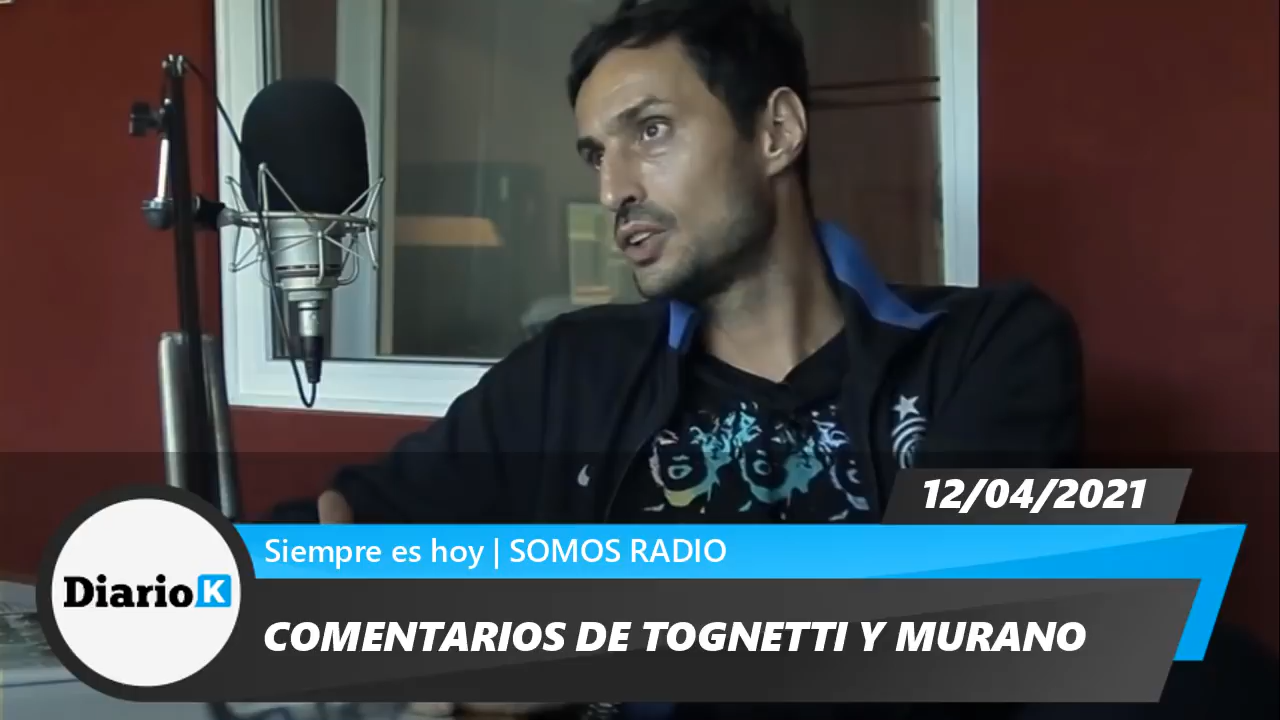 12/04/2021
Siempre es hoy | SOMOS RADIO
DiarioK
COMENTARIOS DE TOGNETTI Y MURANO